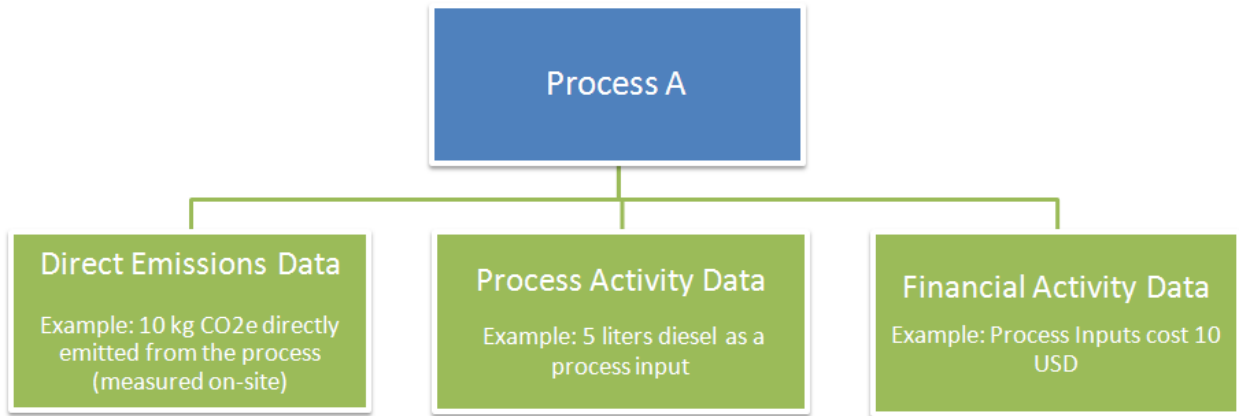 Process A
Direct Emissions Data
Example: 10 kg CO2e directly
emitted from the process
(measured on-site)
Process Activity Data
Example: 5 liters diesel as a
process input
Financial Activity Data
Example: Process Inputs cost 10
USD